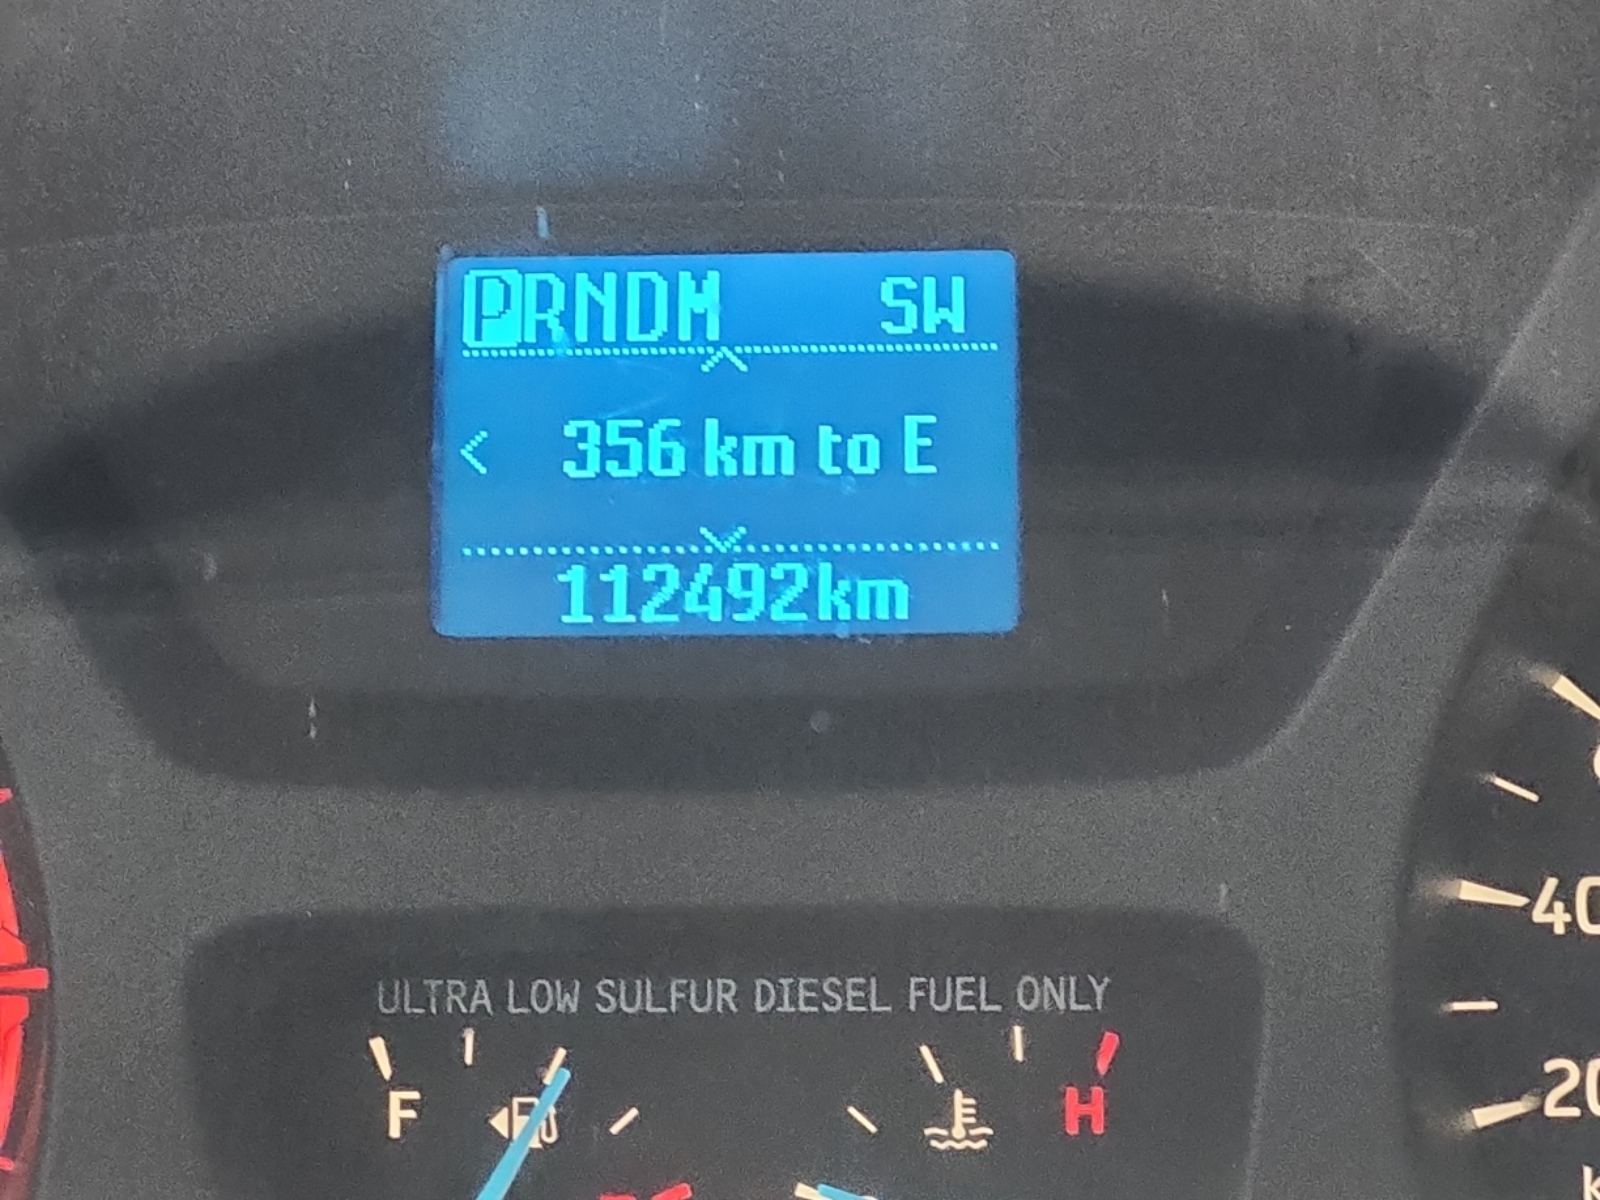 PRNDM SW
356 km to E
112492km
ULTRA LOW SULFUR DIESEL FUEL ONLY
F
H
40
20